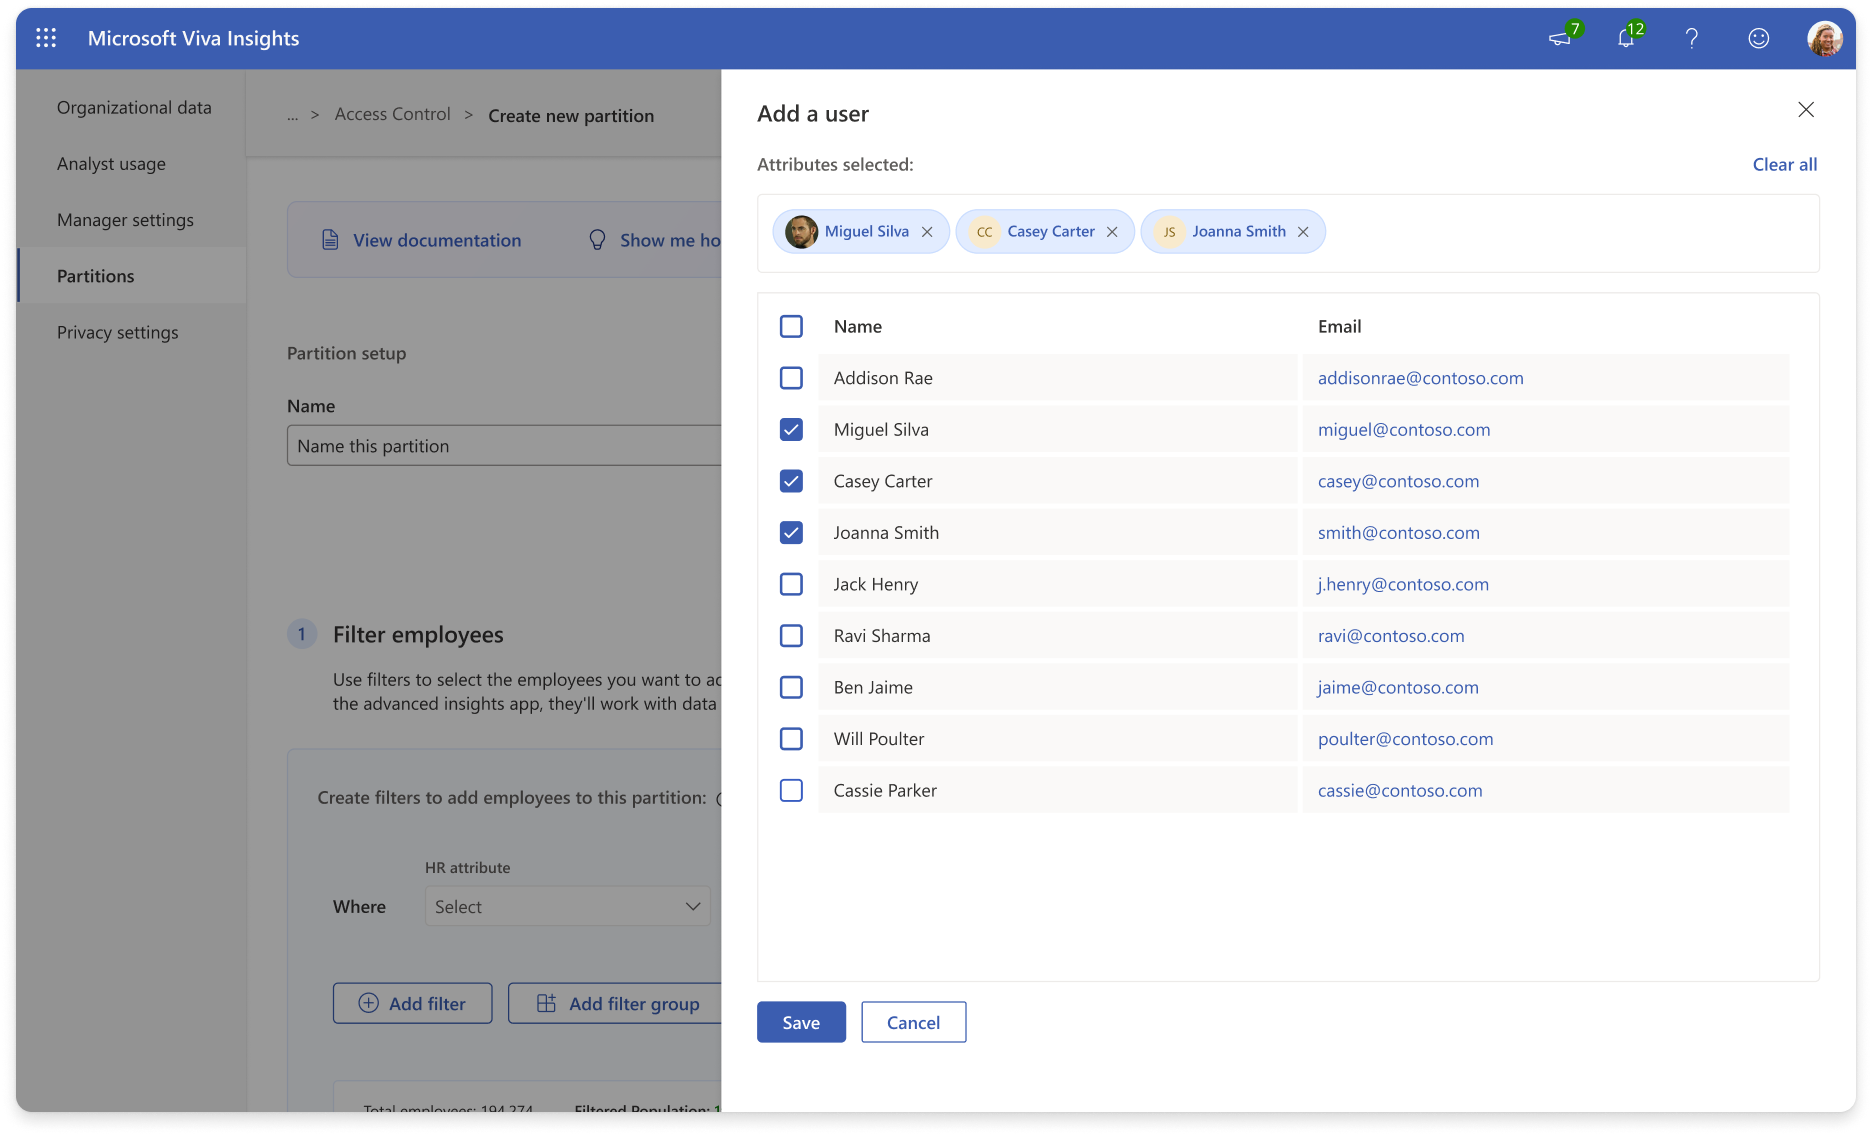 Microsoft Viva Insights
7
12
Organizational data
Analyst usage
Manager settings
Partitions
Privacy settings
... > Access Control > Create new partition
View documentation
Show me ho
Partition setup
Name
Name this partition
1 Filter employees
Use filters to select the employees you want to ac
the advanced insights app, they'll work with data
Create filters to add employees to this partition:
HR attribute
Where
Select
Add filter
Add filter group
Total employees: 194,274
Filtered Population: 1
Add a user
Attributes selected:
Clear all
Miguel Silva
CC Casey Carter
JS Joanna Smith
Name Email
Addison Rae addisonrae@contoso.com
Miguel Silva miguel@contoso.com
Casey Carter casey@contoso.com
Joanna Smith smith@contoso.com
Jack Henry j.henry@contoso.com
Ravi Sharma ravi@contoso.com
Ben Jaime jaime@contoso.com
Will Poulter poulter@contoso.com
Cassie Parker cassie@contoso.com
Save
Cancel